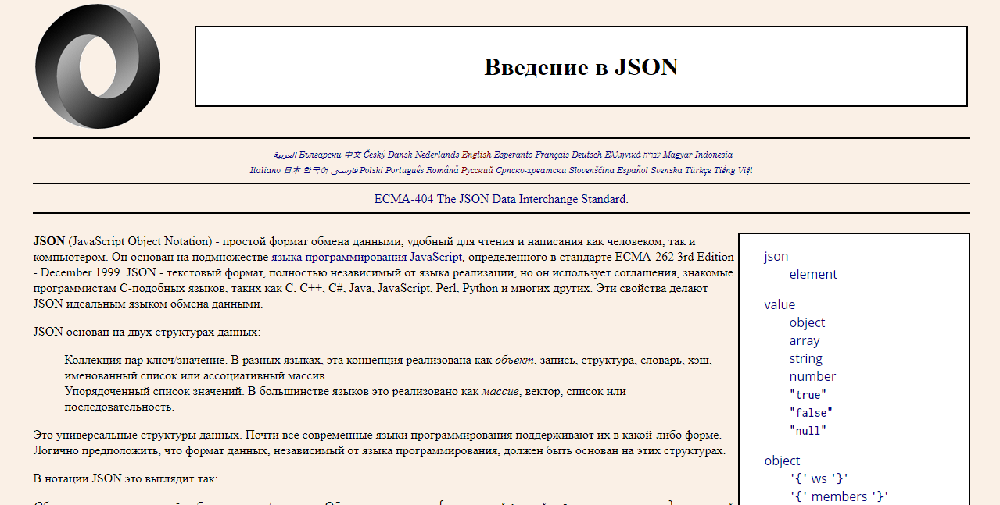 Введение в JSON
العربية Български 中文 Český Dansk Nederlands English Esperanto Français Deutsch Ελληνικά עברית Magyar Indonesia
Italiano 日本 한국어 فارسی Polski Português Română Русский Српско-хрватски Slovenščina Español Svenska Türkçe Tiếng Việt
ECMA-404 The JSON Data Interchange Standard.
JSON (JavaScript Object Notation) - простой формат обмена данными, удобный для чтения и написания как человеком, так и
компьютером. Он основан на подмножестве языка программирования JavaScript, определенного в стандарте ECMA-262 3rd Edition
- December 1999. JSON - текстовый формат, полностью независимый от языка реализации, но он использует соглашения, знакомые
программистам C-подобных языков, таких как C, C++, C#, Java, JavaScript, Perl, Python и многих других. Эти свойства делают
JSON идеальным языком обмена данными.
JSON основан на двух структурах данных:
Коллекция пар ключ/значение. В разных языках, эта концепция реализована как объект, запись, структура, словарь, хэш,
именованный список или ассоциативный массив.
Упорядоченный список значений. В большинстве языков это реализовано как массив, вектор, список или
последовательность.
Это универсальные структуры данных. Почти все современные языки программирования поддерживают их в какой-либо форме.
Логично предположить, что формат данных, независимый от языка программирования, должен быть основан на этих структурах.
В нотации JSON это выглядит так:
json
element
value
object
array
string
number
"true"
"false"
"null"
object
'{' ws '}'
'{' members '}'